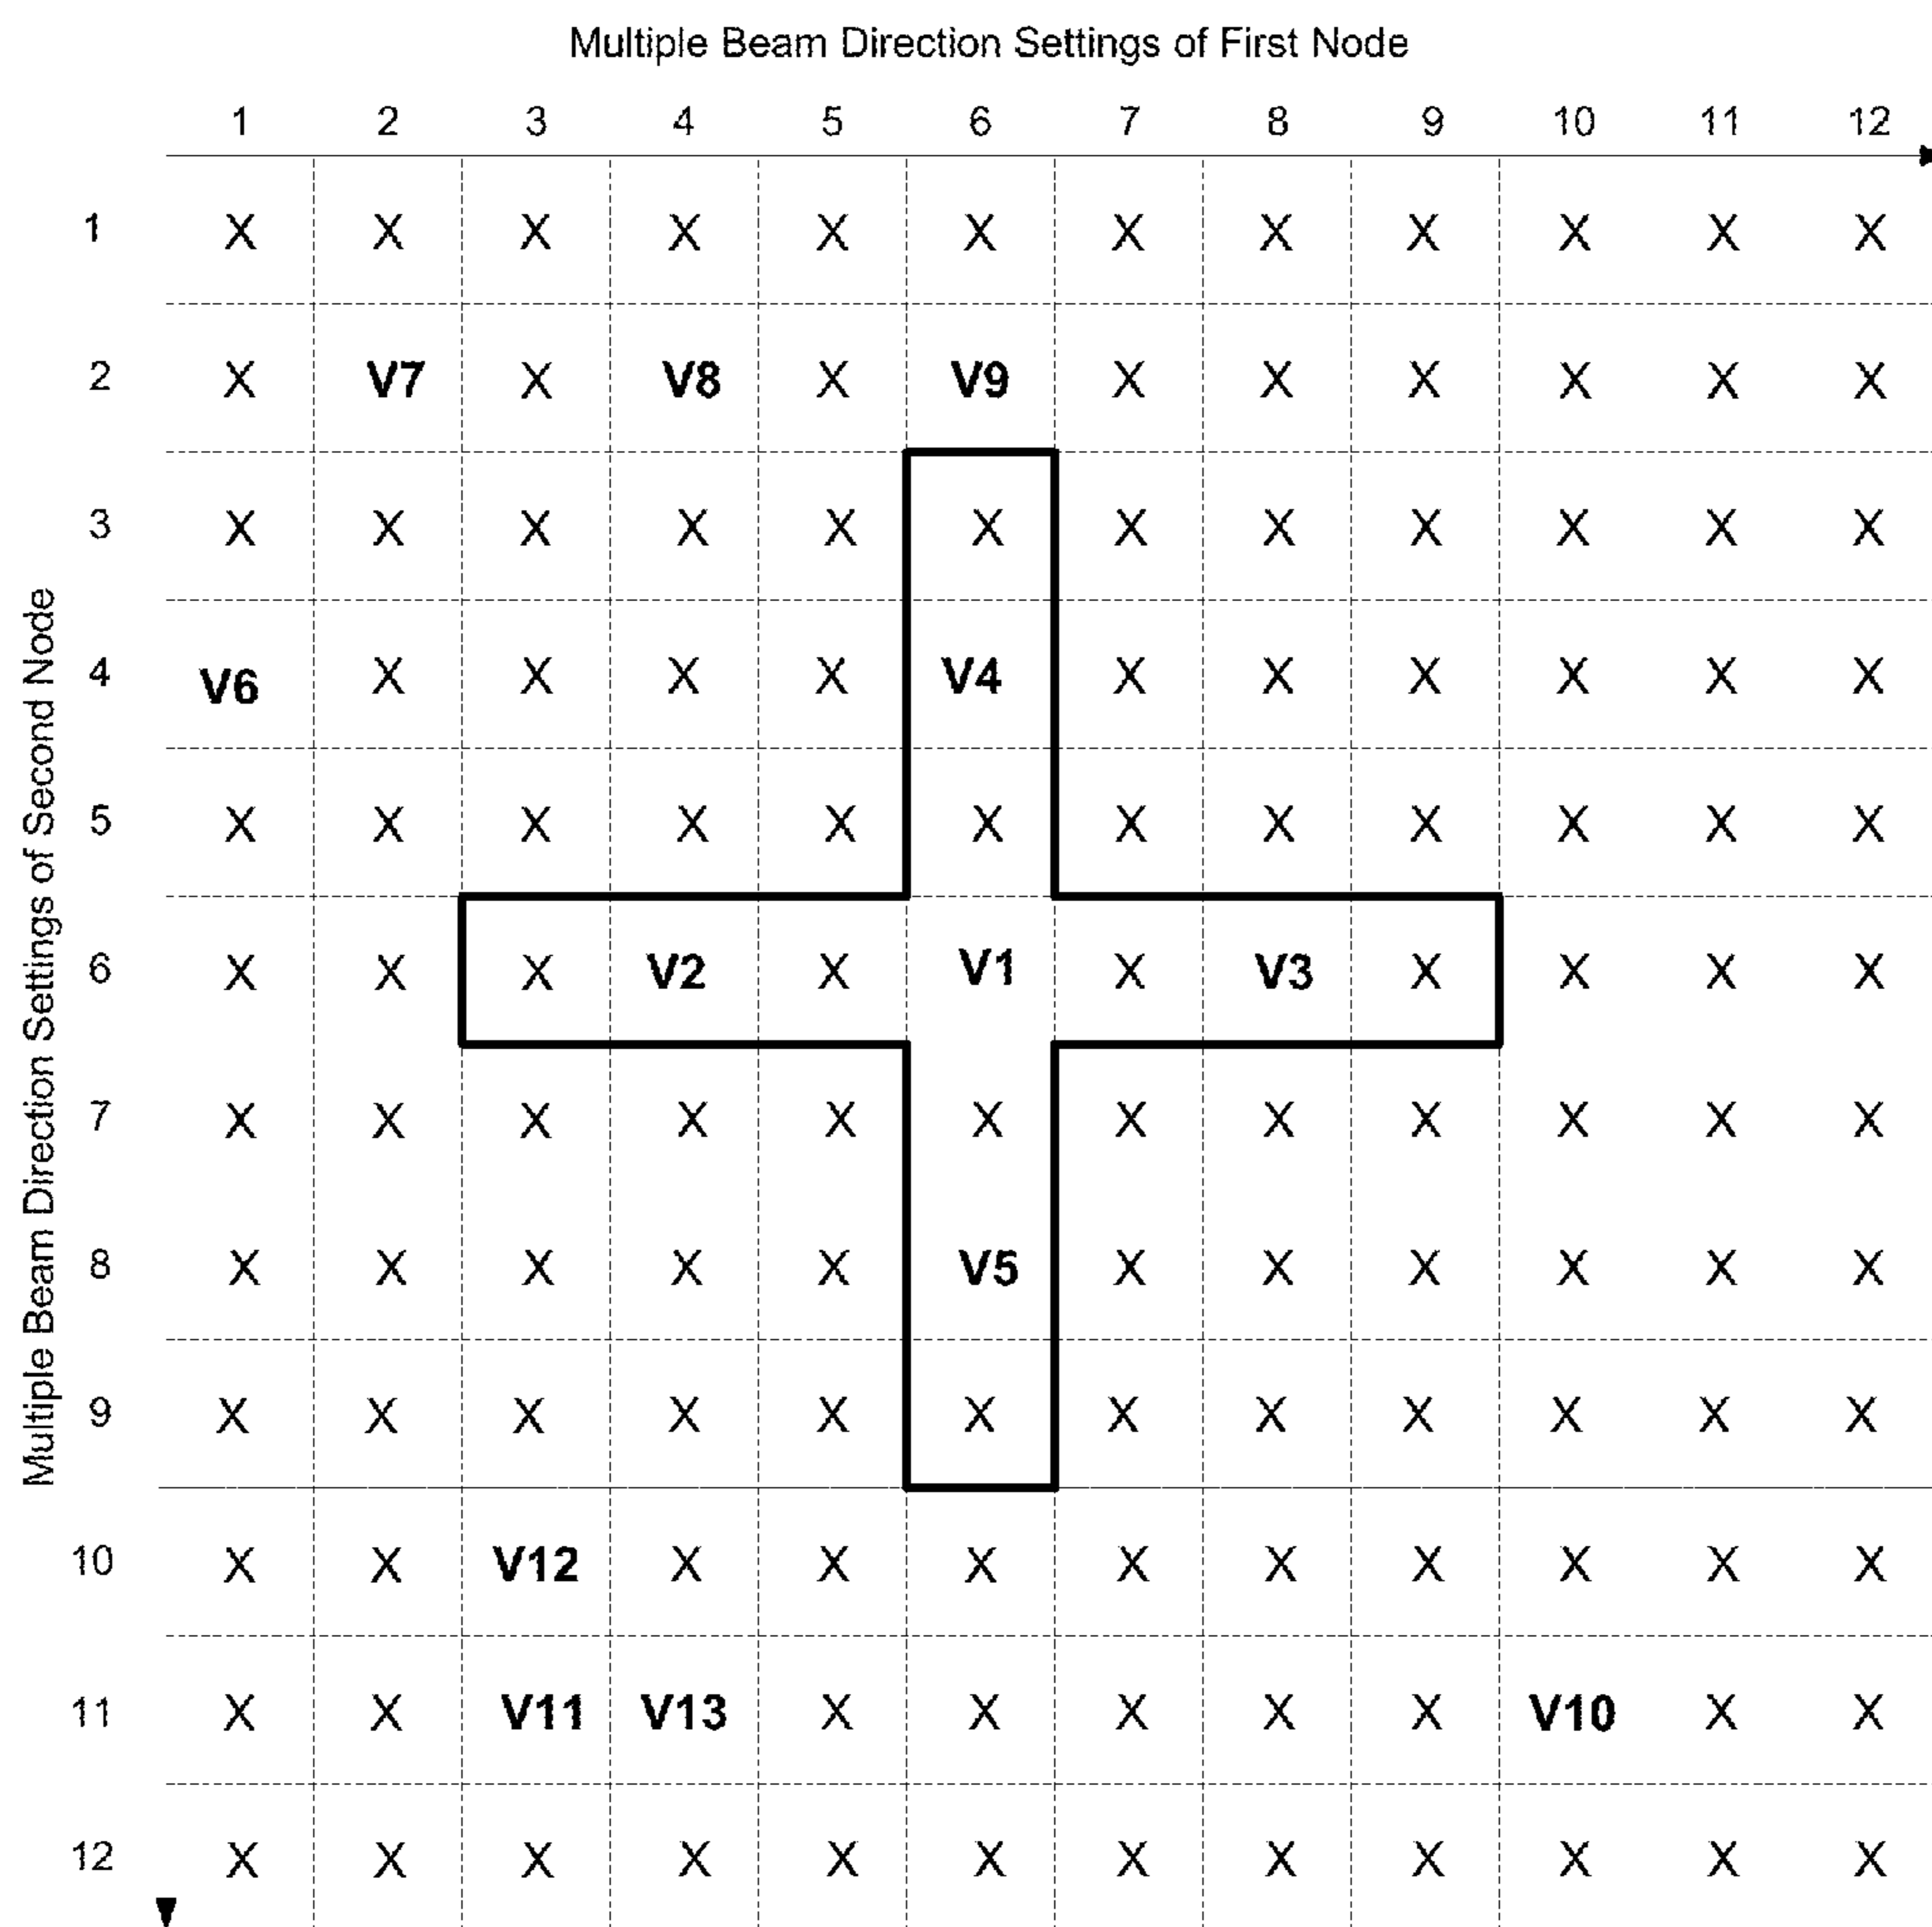 Multiple Beam Direction Settings of First Node
1 2 3 4 5 6 7 8 9 10 11 12
Multiple Beam Direction Settings of Second Node
1 X X X X X X X X X X X X
2 X V7 X V8 X V9 X X X X X X
3 X X X X X X X X X X X X
4 V6 X X X X V4 X X X X X X
5 X X X X X X X X X X X X
6 X X X V2 X V1 X V3 X X X X
7 X X X X X X X X X X X X
8 X X X X X V5 X X X X X X
9 X X X X X X X X X X X X
10 X X V12 X X X X X X X X X
11 X X V11 V13 X X X X X V10 X X
12 X X X X X X X X X X X X